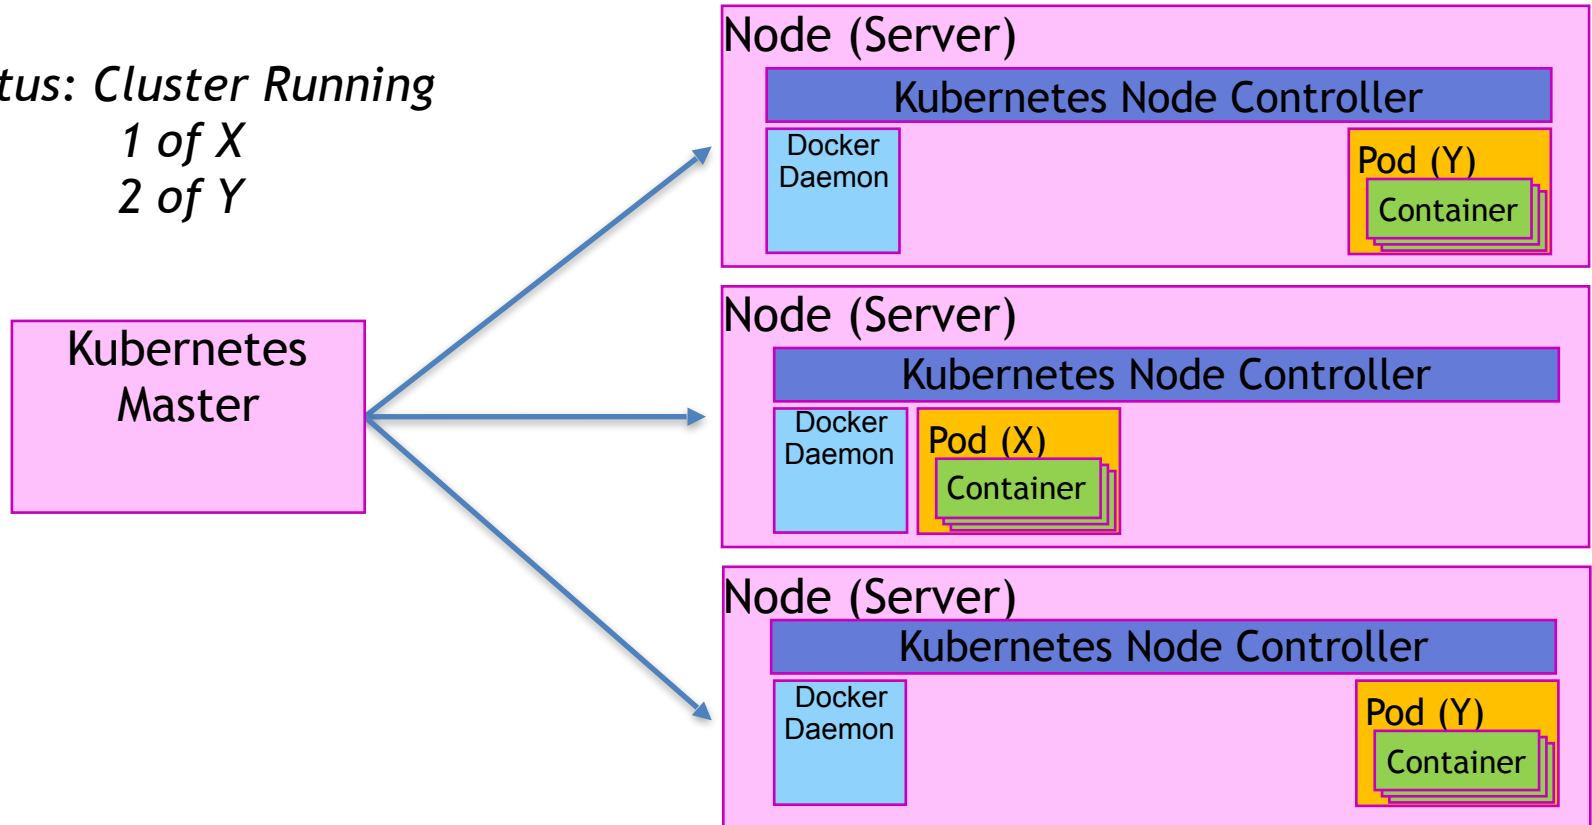 tus: Cluster Running
1 of X
2 of Y
Kubernetes
Master
Node (Server)
Kubernetes Node Controller
Docker
Daemon
Pod (Y)
Container
Node (Server)
Kubernetes Node Controller
Docker
Daemon
Pod (X)
Container
Node (Server)
Kubernetes Node Controller
Docker
Daemon
Pod (Y)
Container